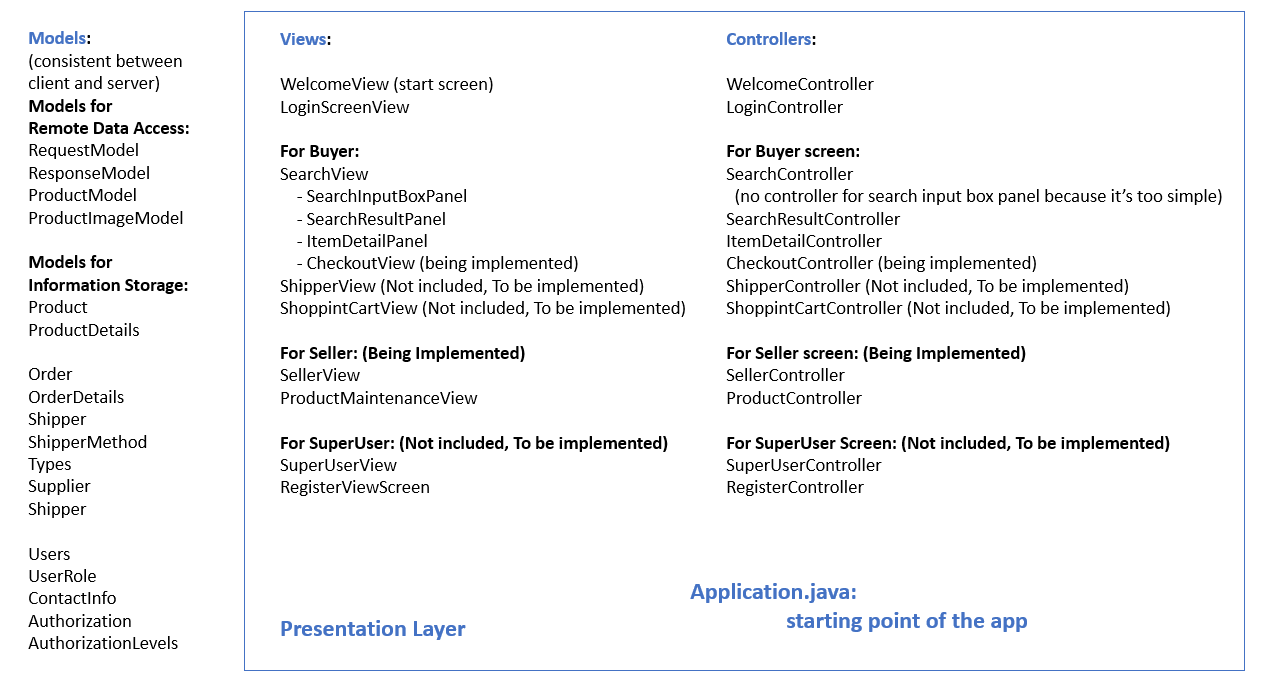 Models:
(consistent between
client and server)
Models for
Remote Data Access:
RequestModel
ResponseModel
ProductModel
ProductImageModel
Models for
Information Storage:
Product
ProductDetails
Order
OrderDetails
Shipper
ShipperMethod
Types
Supplier
Shipper
Users
UserRole
ContactInfo
Authorization
AuthorizationLevels
Views:
WelcomeView (start screen)
LoginScreenView
For Buyer:
SearchView
- SearchInputBoxPanel
- SearchResultPanel
- ItemDetailPanel
- CheckoutView (being implemented)
ShipperView (Not included, To be implemented)
ShoppintCartView (Not included, To be implemented)
For Seller: (Being Implemented)
SellerView
ProductMaintenanceView
For SuperUser: (Not included, To be implemented)
SuperUserView
RegisterViewScreen
Presentation Layer
Controllers:
WelcomeController
LoginController
For Buyer screen:
SearchController
(no controller for search input box panel because it’s too simple)
SearchResultController
ItemDetailController
CheckoutController (being implemented)
ShipperController (Not included, To be implemented)
ShoppintCartController (Not included, To be implemented)
For Seller screen: (Being Implemented)
SellerController
ProductController
For SuperUser Screen: (Not included, To be implemented)
SuperUserController
RegisterController
Application.java:
starting point of the app